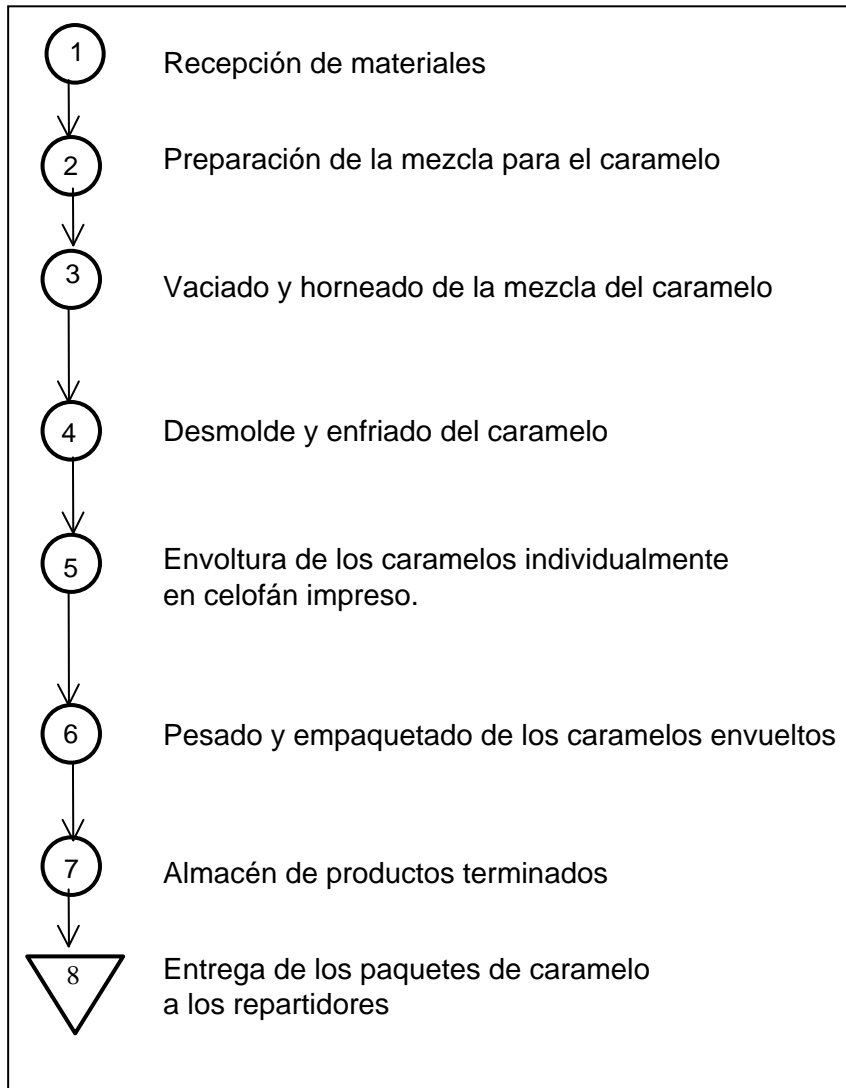 1 Recepción de materiales
2 Preparación de la mezcla para el caramelo
3 Vaciado y horneado de la mezcla del caramelo
4 Desmolde y enfriado del caramelo
5 Envoltura de los caramelos individualmente
en celofán impreso.
6 Pesado y empaquetado de los caramelos envueltos
7 Almacén de productos terminados
8 Entrega de los paquetes de caramelo
a los repartidores